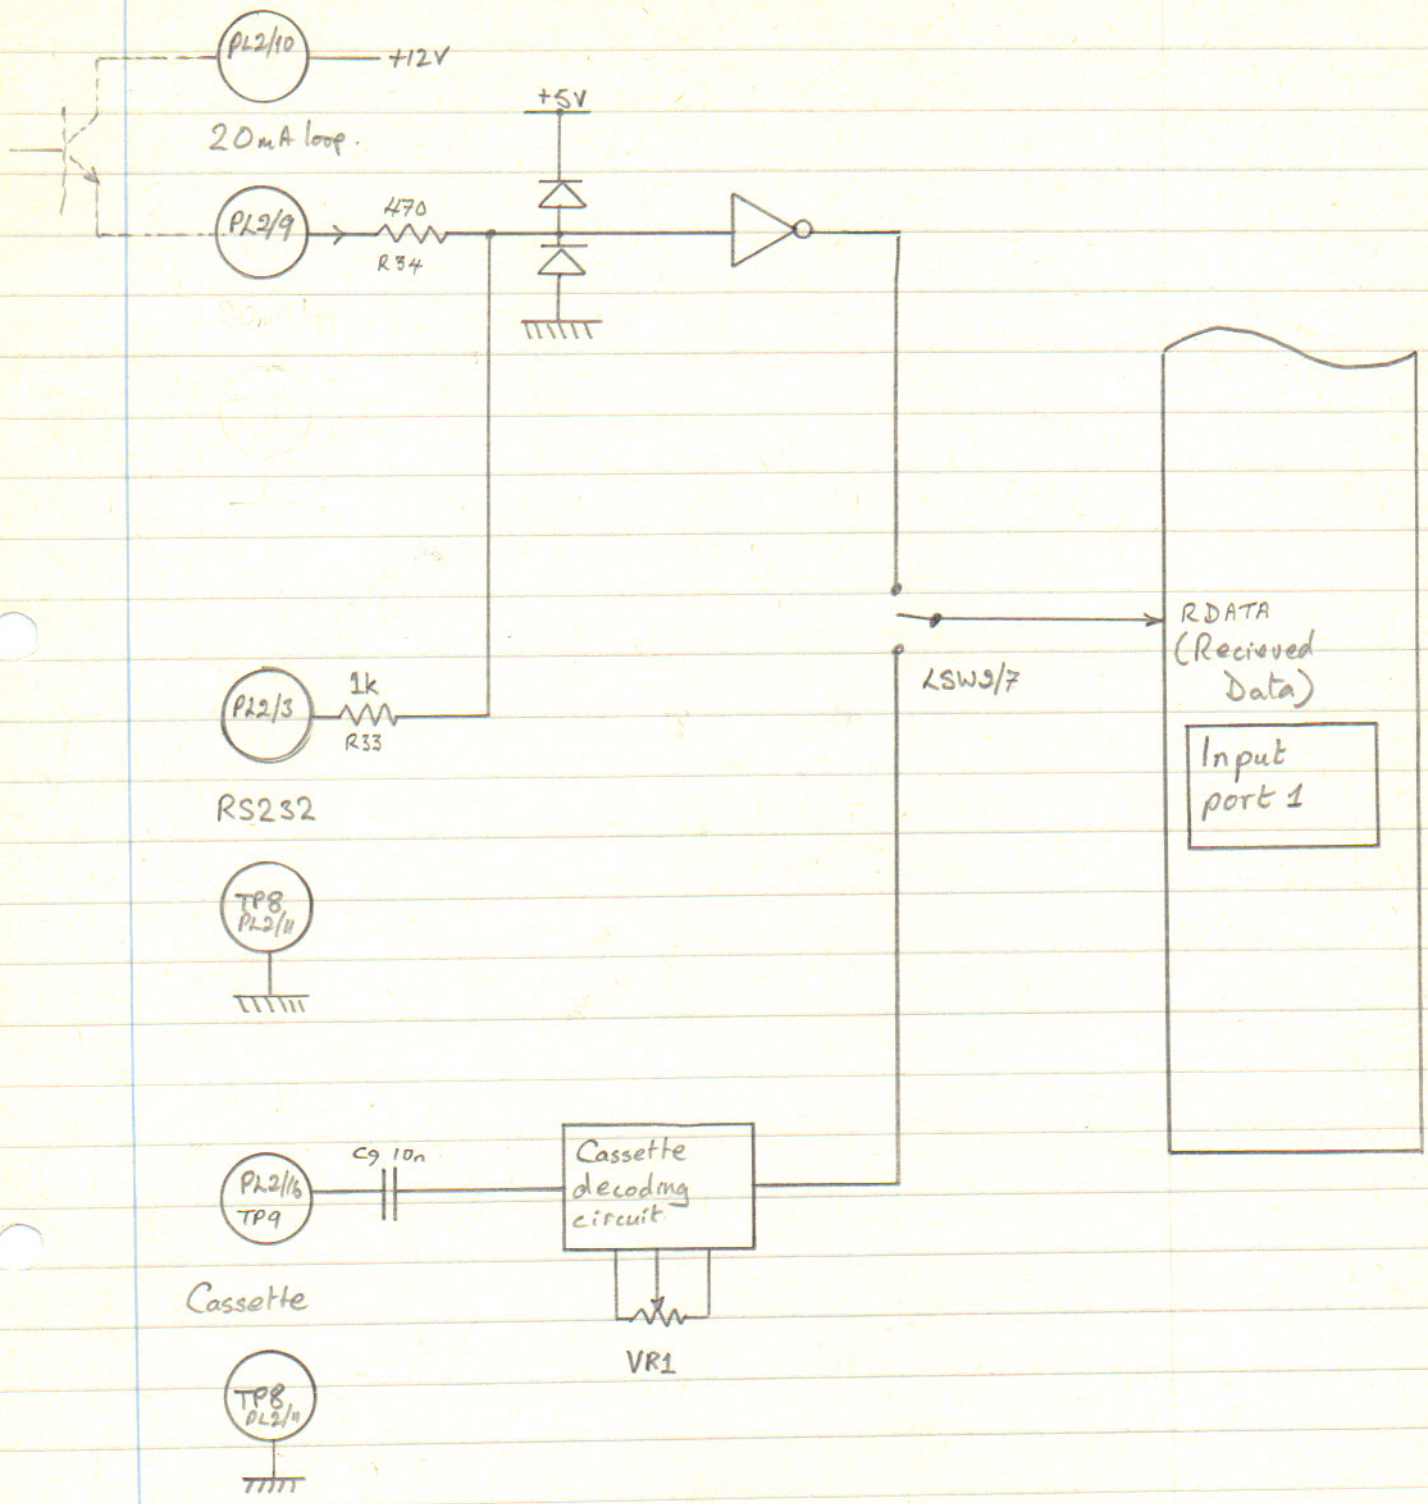 PL2/10
+12V
20mA loop.
+5V
PL2/9
470
R34
PL2/3
1k
R33
RS232
LSW2/7
RDATA
(Recieved
Data)
Input
port 1
TP8
PL2/11
C9 10n
PL2/16
TP9
Cassette
decoding
circuit.
Cassette
VR1
TP8
PL2/11